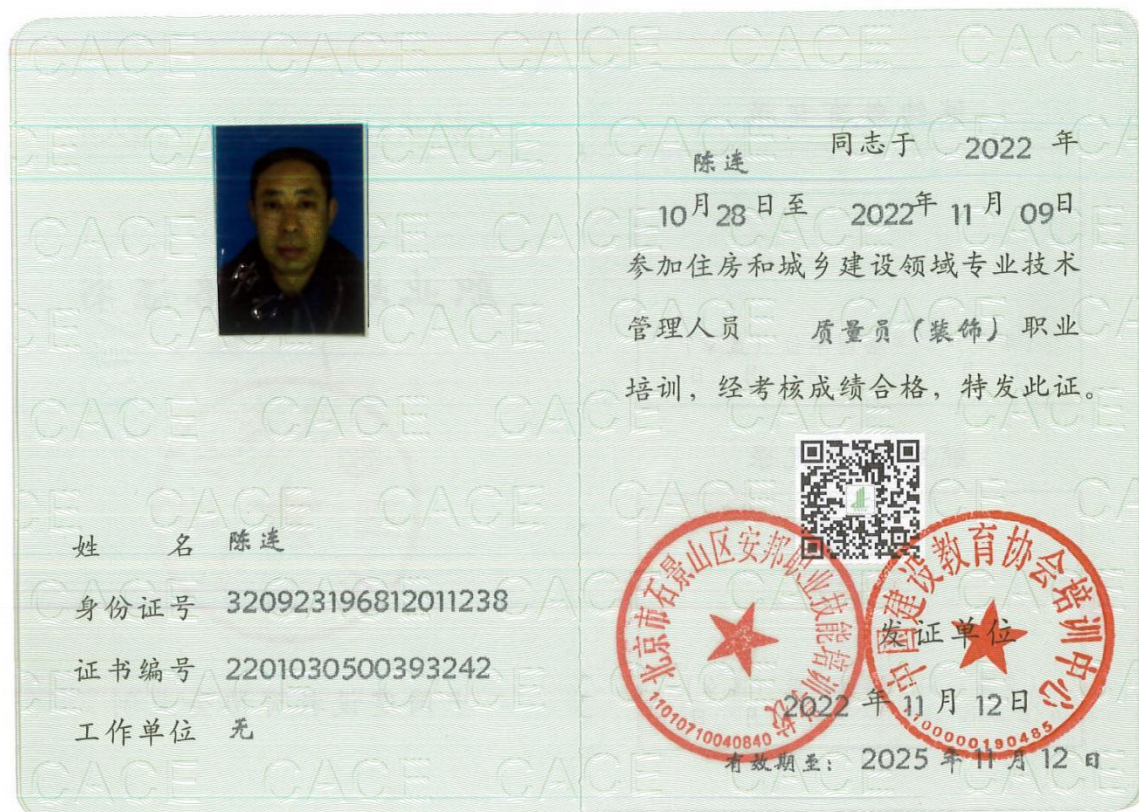 陈连 同志于 2022 年
10月28日至 2022年 11月 09日
参加住房和城乡建设领域专业技术
管理人员 质量员（装饰）职业
培训，经考核成绩合格，特发此证。
姓 名 陈连
身份证号 320923196812011238
证书编号 2201030500393242
工作单位 无
北京市石景山区安邦职业技能培训学校
11010710040840
中国建设教育协会培训中心
100000190485
发证单位
2022 年 11 月 12日
有效期至： 2025 年 11 月 12 日
CACE